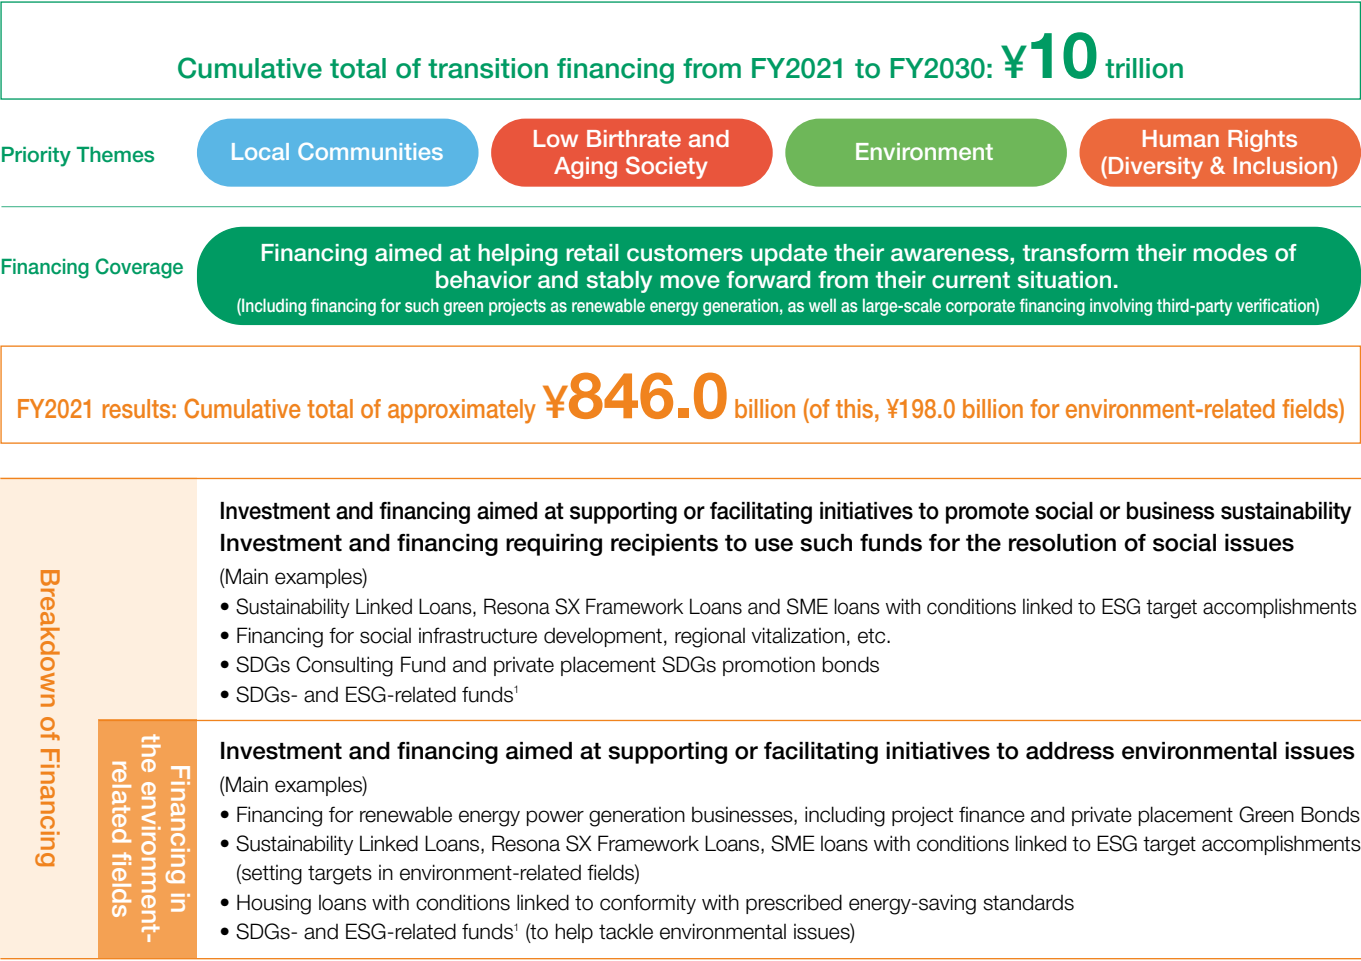 Cumulative total of transition financing from FY2021 to FY2030: ¥10 trillion
Priority Themes
Local Communities
Low Birthrate and
Aging Society
Environment
Human Rights
(Diversity & Inclusion)
Financing Coverage
Financing aimed at helping retail customers update their awareness, transform their modes of
behavior and stably move forward from their current situation.
(Including financing for such green projects as renewable energy generation, as well as large-scale corporate financing involving third-party verification)
FY2021 results: Cumulative total of approximately ¥846.0 billion (of this, ¥198.0 billion for environment-related fields)
Breakdown of Financing
Investment and financing aimed at supporting or facilitating initiatives to promote social or business sustainability
Investment and financing requiring recipients to use such funds for the resolution of social issues
(Main examples)
• Sustainability Linked Loans, Resona SX Framework Loans and SME loans with conditions linked to ESG target accomplishments
• Financing for social infrastructure development, regional vitalization, etc.
• SDGs Consulting Fund and private placement SDGs promotion bonds
• SDGs- and ESG-related funds¹
Financing in
the environment-
related fields
Investment and financing aimed at supporting or facilitating initiatives to address environmental issues
(Main examples)
• Financing for renewable energy power generation businesses, including project finance and private placement Green Bonds
• Sustainability Linked Loans, Resona SX Framework Loans, SME loans with conditions linked to ESG target accomplishments
(setting targets in environment-related fields)
• Housing loans with conditions linked to conformity with prescribed energy-saving standards
• SDGs- and ESG-related funds¹ (to help tackle environmental issues)